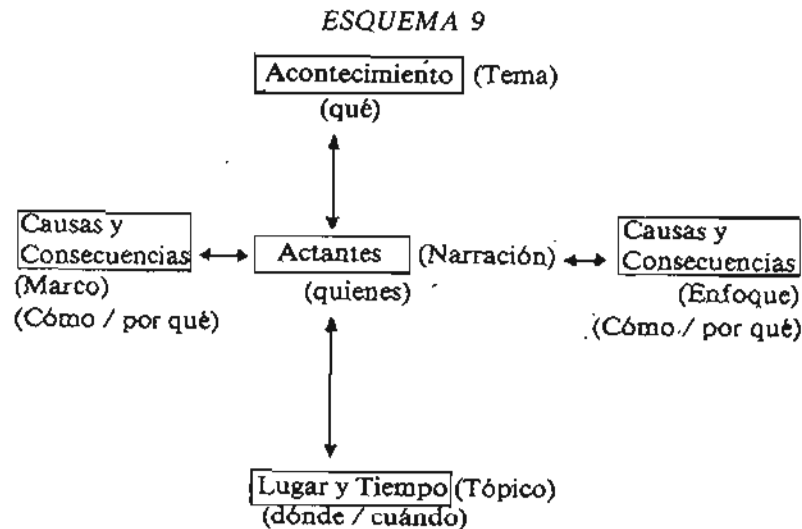 ESQUEMA 9
Acontecimiento (Tema)
(qué)
Causas y
Consecuencias
(Marco)
(Cómo / por qué)
Actantes (Narración)
(quienes)
Causas y
Consecuencias
(Enfoque)
(Cómo / por qué)
Lugar y Tiempo (Tópico)
(dónde / cuándo)